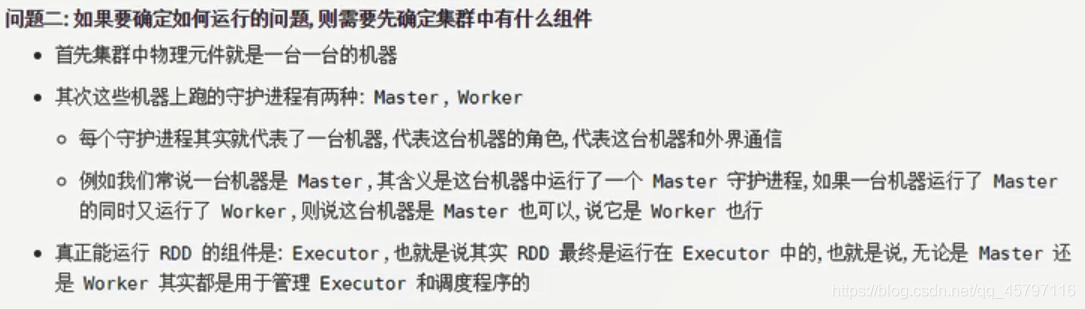 问题二: 如果要确定如何运行的问题, 则需要先确定集群中有什么组件
• 首先集群中物理元件就是一台一台的机器
• 其次这些机器上跑的守护进程有两种: Master, Worker
○ 每个守护进程其实就代表了一台机器, 代表这台机器的角色, 代表这台机器和外界通信
○ 例如我们常说一台机器是 Master, 其含义是这台机器中运行了一个 Master 守护进程, 如果一台机器运行了 Master
的同时又运行了 Worker, 则说这台机器是 Master 也可以, 说它是 Worker 也行
• 真正能运行 RDD 的组件是: Executor, 也就是说其实 RDD 最终是运行在 Executor 中的, 也就是说, 无论是 Master 还
是 Worker 其实都是用于管理 Executor 和调度程序的
https://blog.csdn.net/qq_45797116